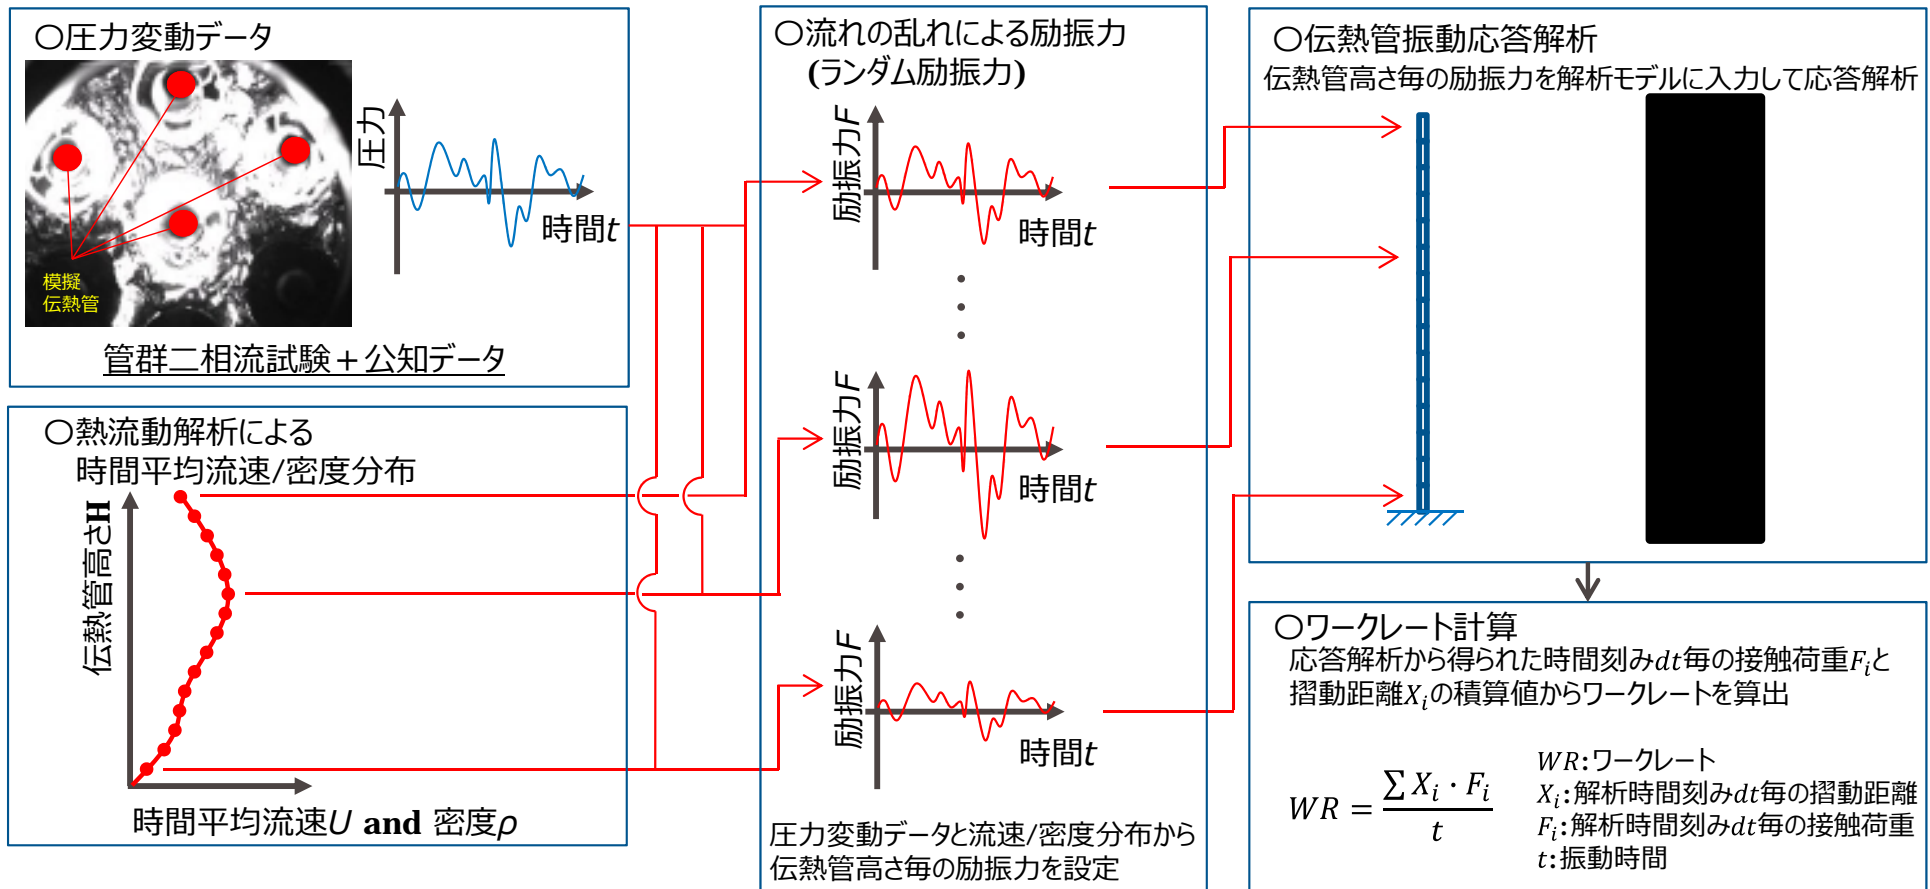 〇圧力変動データ
圧力
時間t
模擬
伝熱管
管群二相流試験+公知データ
〇熱流動解析による
時間平均流速/密度分布
伝熱管高さH
時間平均流速U and 密度ρ
〇流れの乱れによる励振力
(ランダム励振力)
励振力F
時間t
励振力F
時間t
励振力F
時間t
圧力変動データと流速/密度分布から
伝熱管高さ毎の励振力を設定
〇伝熱管振動応答解析
伝熱管高さ毎の励振力を解析モデルに入力して応答解析
〇ワークレート計算
応答解析から得られた時間刻みdt毎の接触荷重F_iと
摺動距離X_iの積算値からワークレートを算出
WR = ∑ X_i · F_i / t
WR:ワークレート
X_i:解析時間刻みdt毎の摺動距離
F_i:解析時間刻みdt毎の接触荷重
t:振動時間